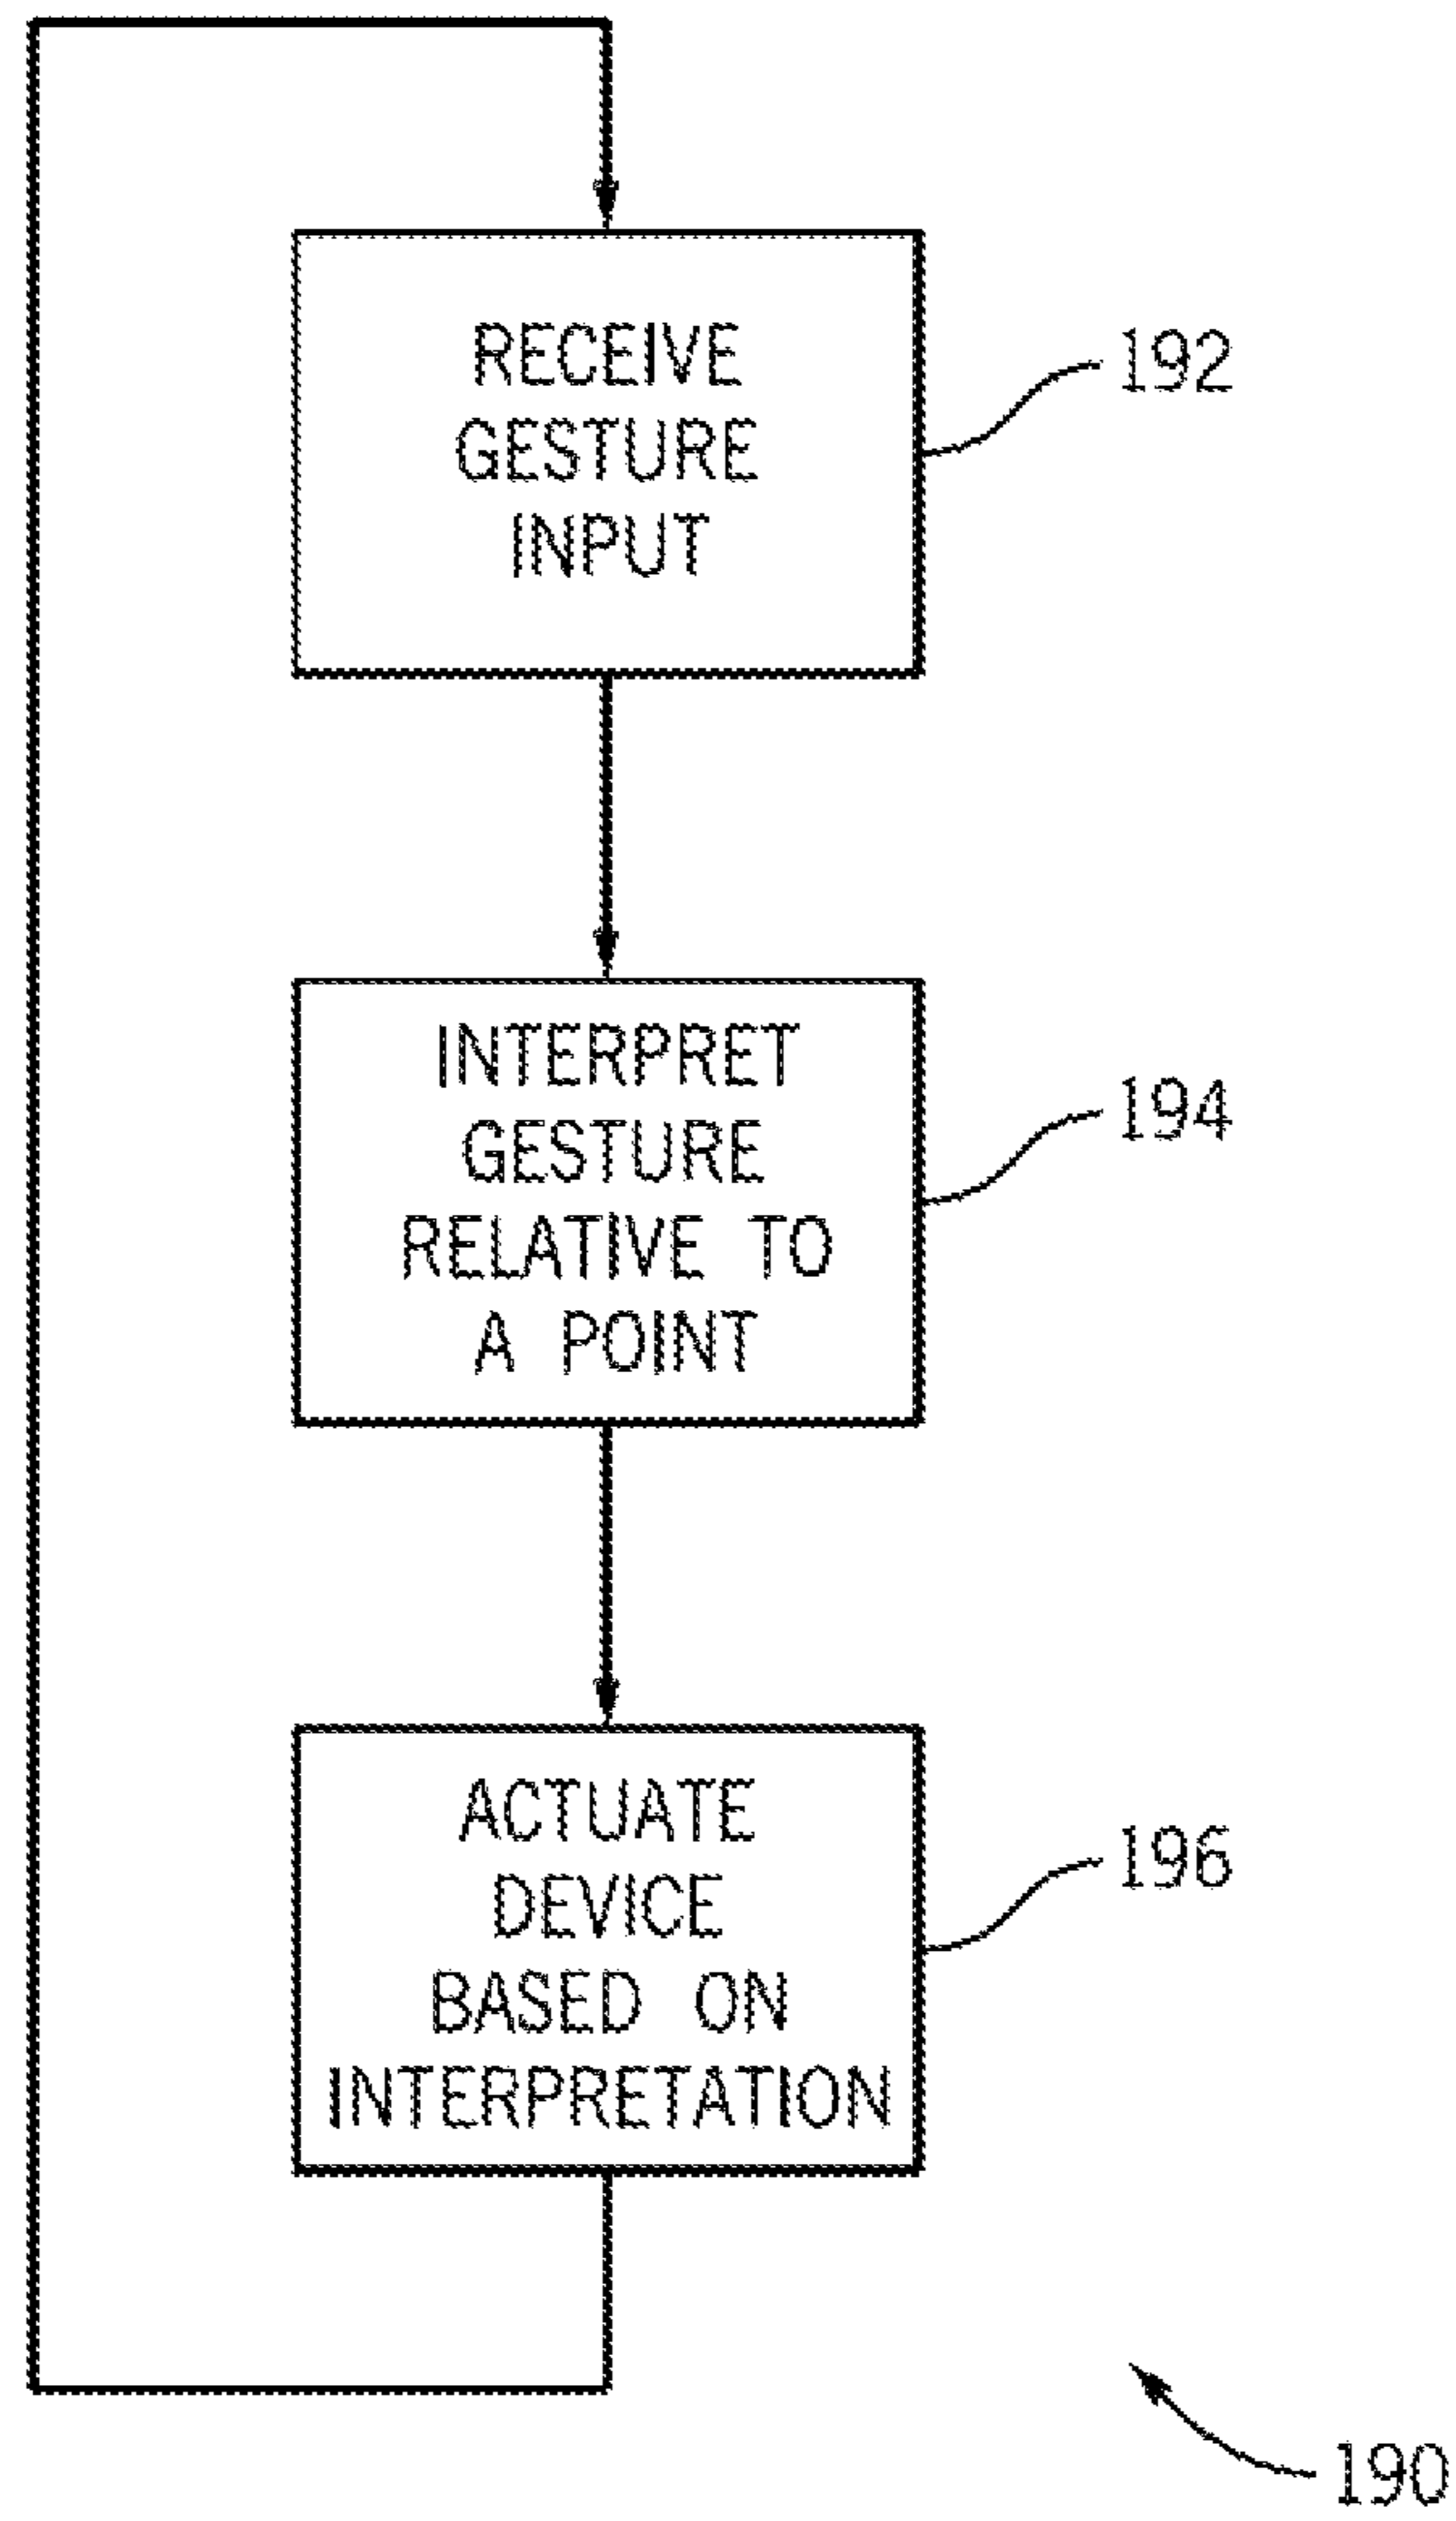 RECEIVE
GESTURE
INPUT
192
INTERPRET
GESTURE
RELATIVE TO
A POINT
194
ACTUATE
DEVICE
BASED ON
INTERPRETATION
196
190